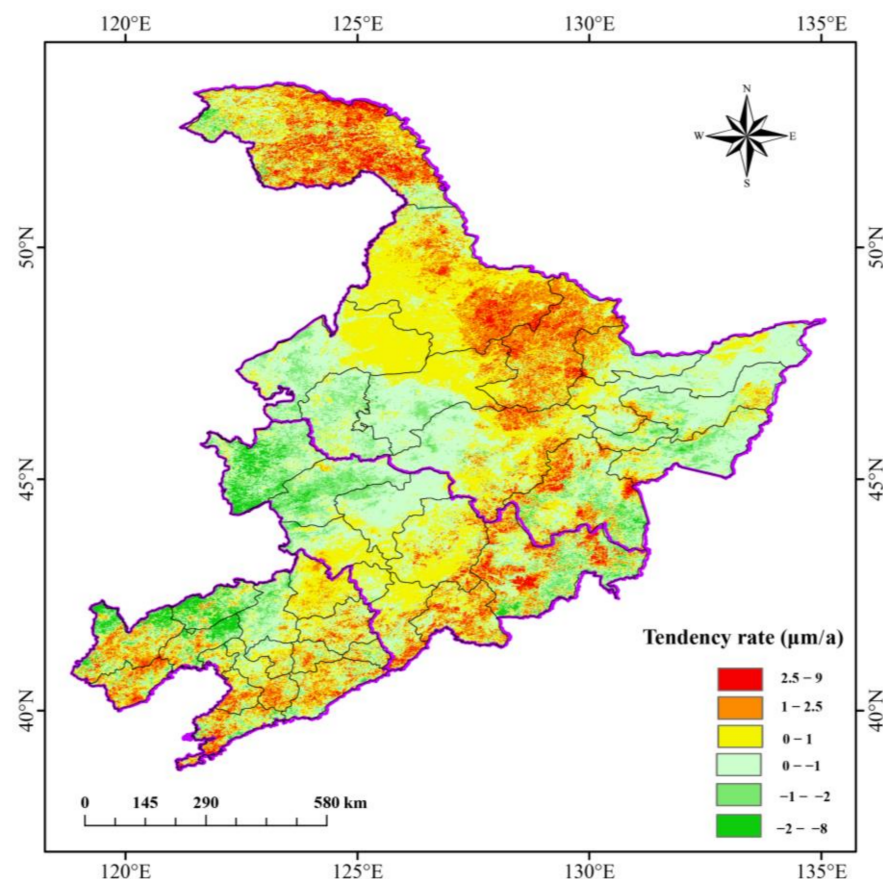 120°E 125°E 130°E 135°E
N
W E
S
50°N 50°N
45°N 45°N
40°N 40°N
Tendency rate (μm/a)
2.5 – 9
1 – 2.5
0 – 1
0 – –1
–1 – –2
–2 – –8
0 145 290 580 km
120°E 125°E 130°E 135°E